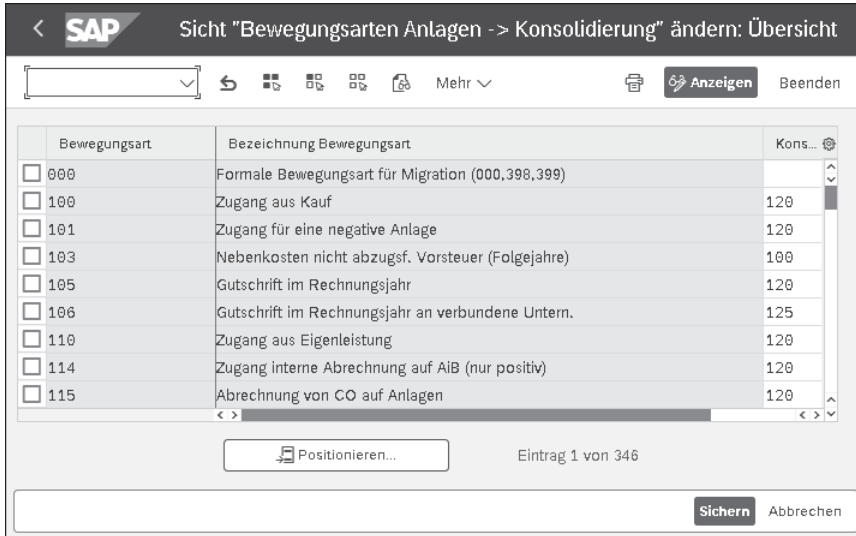 SAP Sicht "Bewegungsarten Anlagen -> Konsolidierung" ändern: Übersicht
Mehr Anzeigen Beenden
Bewegungsart Bezeichnung Bewegungsart Kons...
000 Formale Bewegungsart für Migration (000,398,399)
100 Zugang aus Kauf 120
101 Zugang für eine negative Anlage 120
103 Nebenkosten nicht abzugsf. Vorsteuer (Folgejahre) 100
105 Gutschrift im Rechnungsjahr 120
106 Gutschrift im Rechnungsjahr an verbundene Untern. 125
110 Zugang aus Eigenleistung 120
114 Zugang interne Abrechnung auf AiB (nur positiv) 120
115 Abrechnung von CO auf Anlagen 120
Positionieren... Eintrag 1 von 346
Sichern Abbrechen